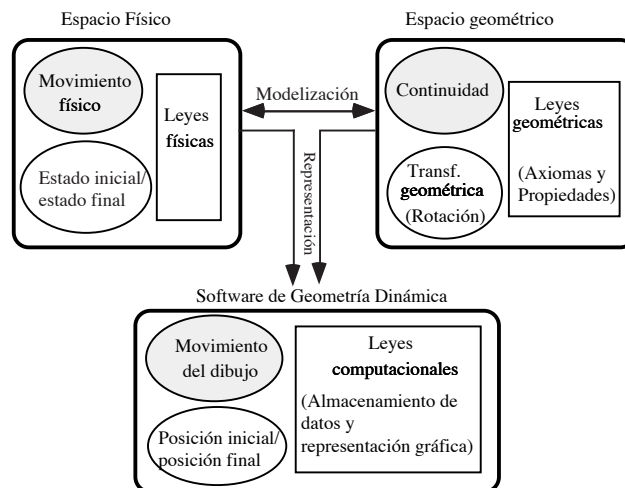 Espacio Físico
Movimiento
físico
Leyes
físicas
Estado inicial/
estado final
Modelización
Representación
Espacio geométrico
Continuidad
Leyes
geométricas
(Axiomas y
Propiedades)
Transf.
geométrica
(Rotación)
Software de Geometría Dinámica
Movimiento
del dibujo
Leyes
computacionales
(Almacenamiento de
datos y
representación gráfica)
Posición inicial/
posición final